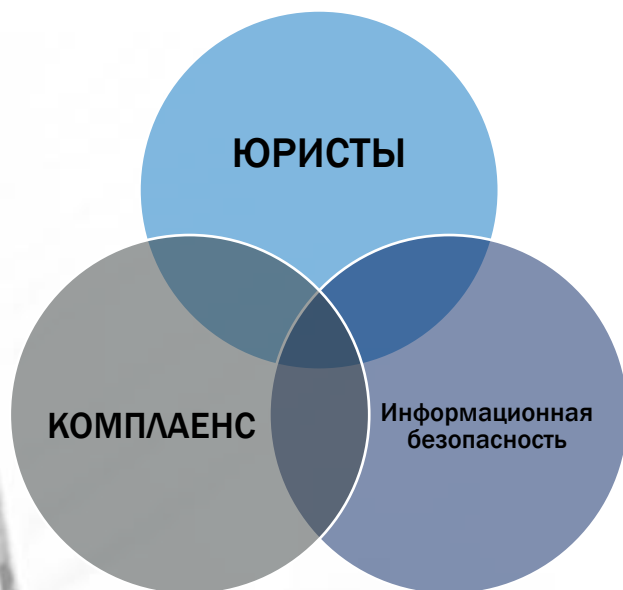 ЮРИСТЫ
КОМПЛАЕНС
Информационная
безопасность